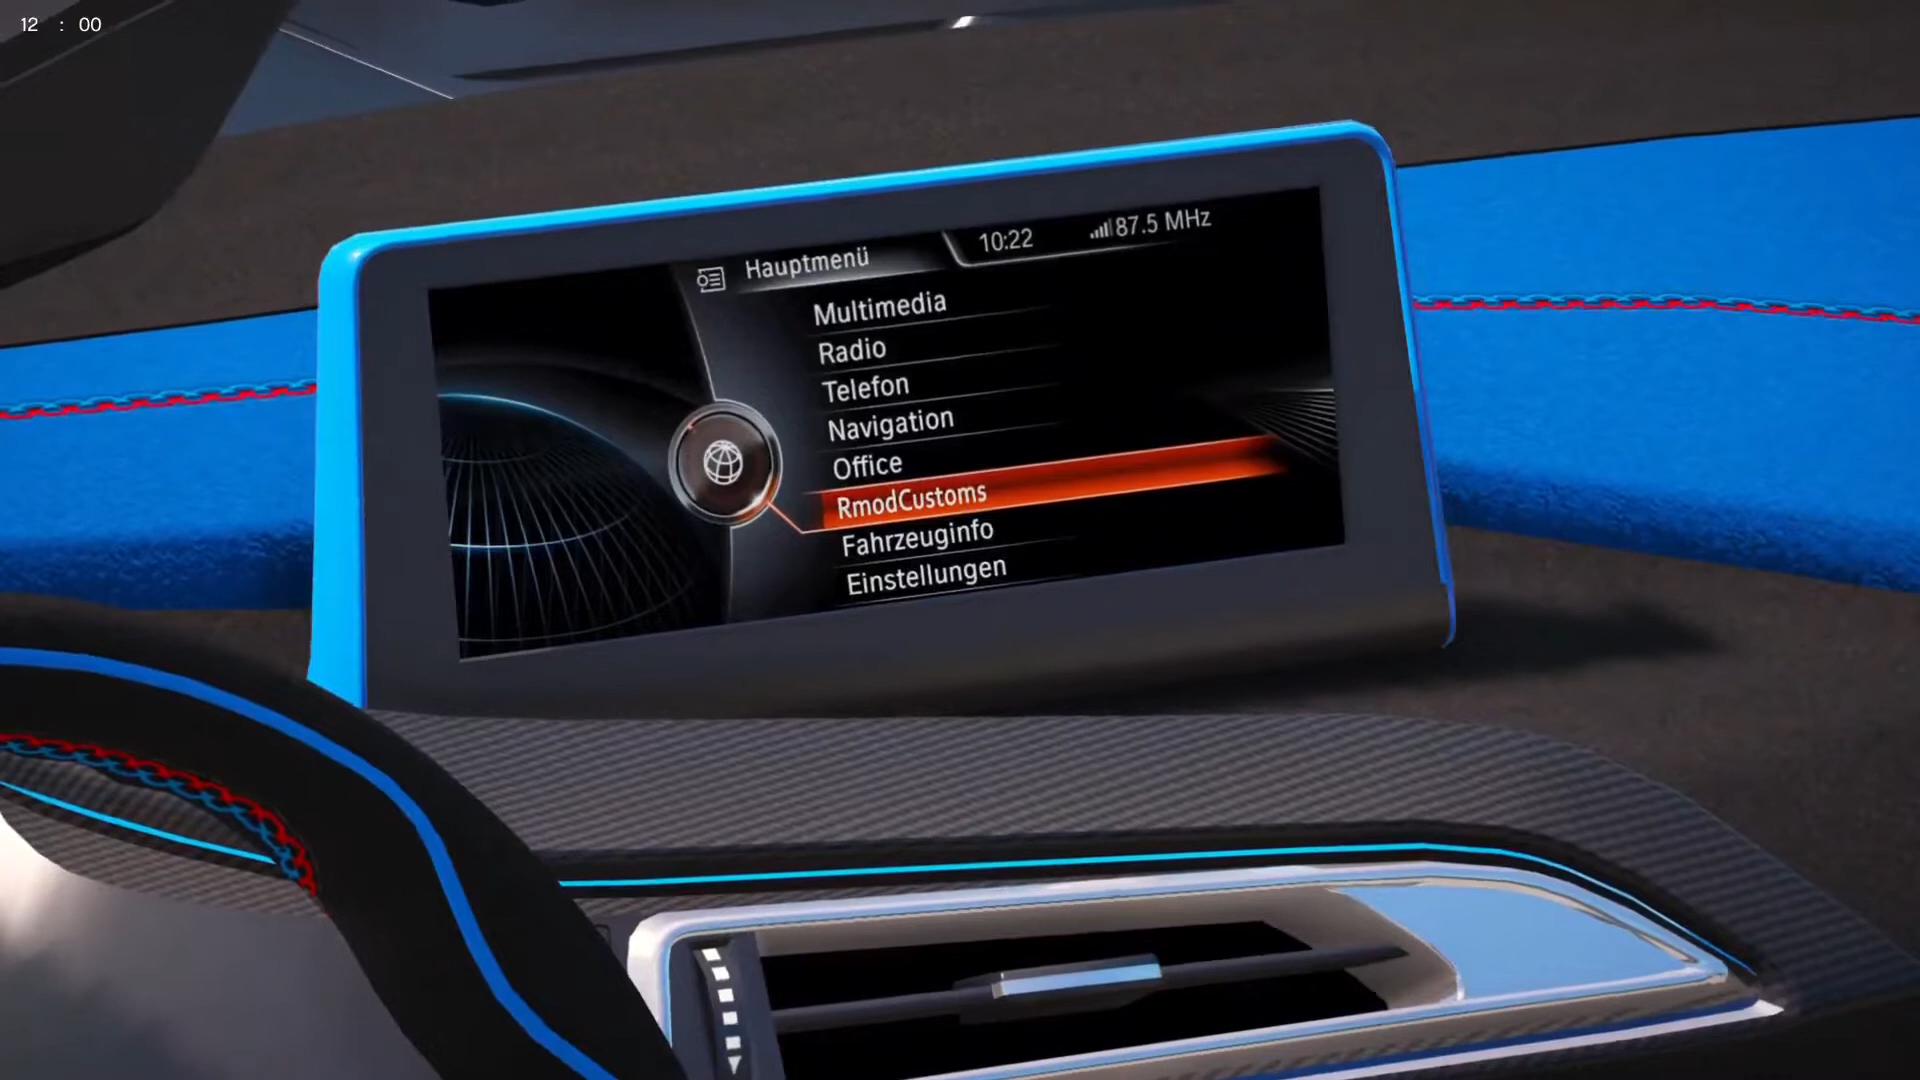 12 : 00
Hauptmenü
10:22
87.5 MHz
Multimedia
Radio
Telefon
Navigation
Office
RmodCustoms
Fahrzeuginfo
Einstellungen